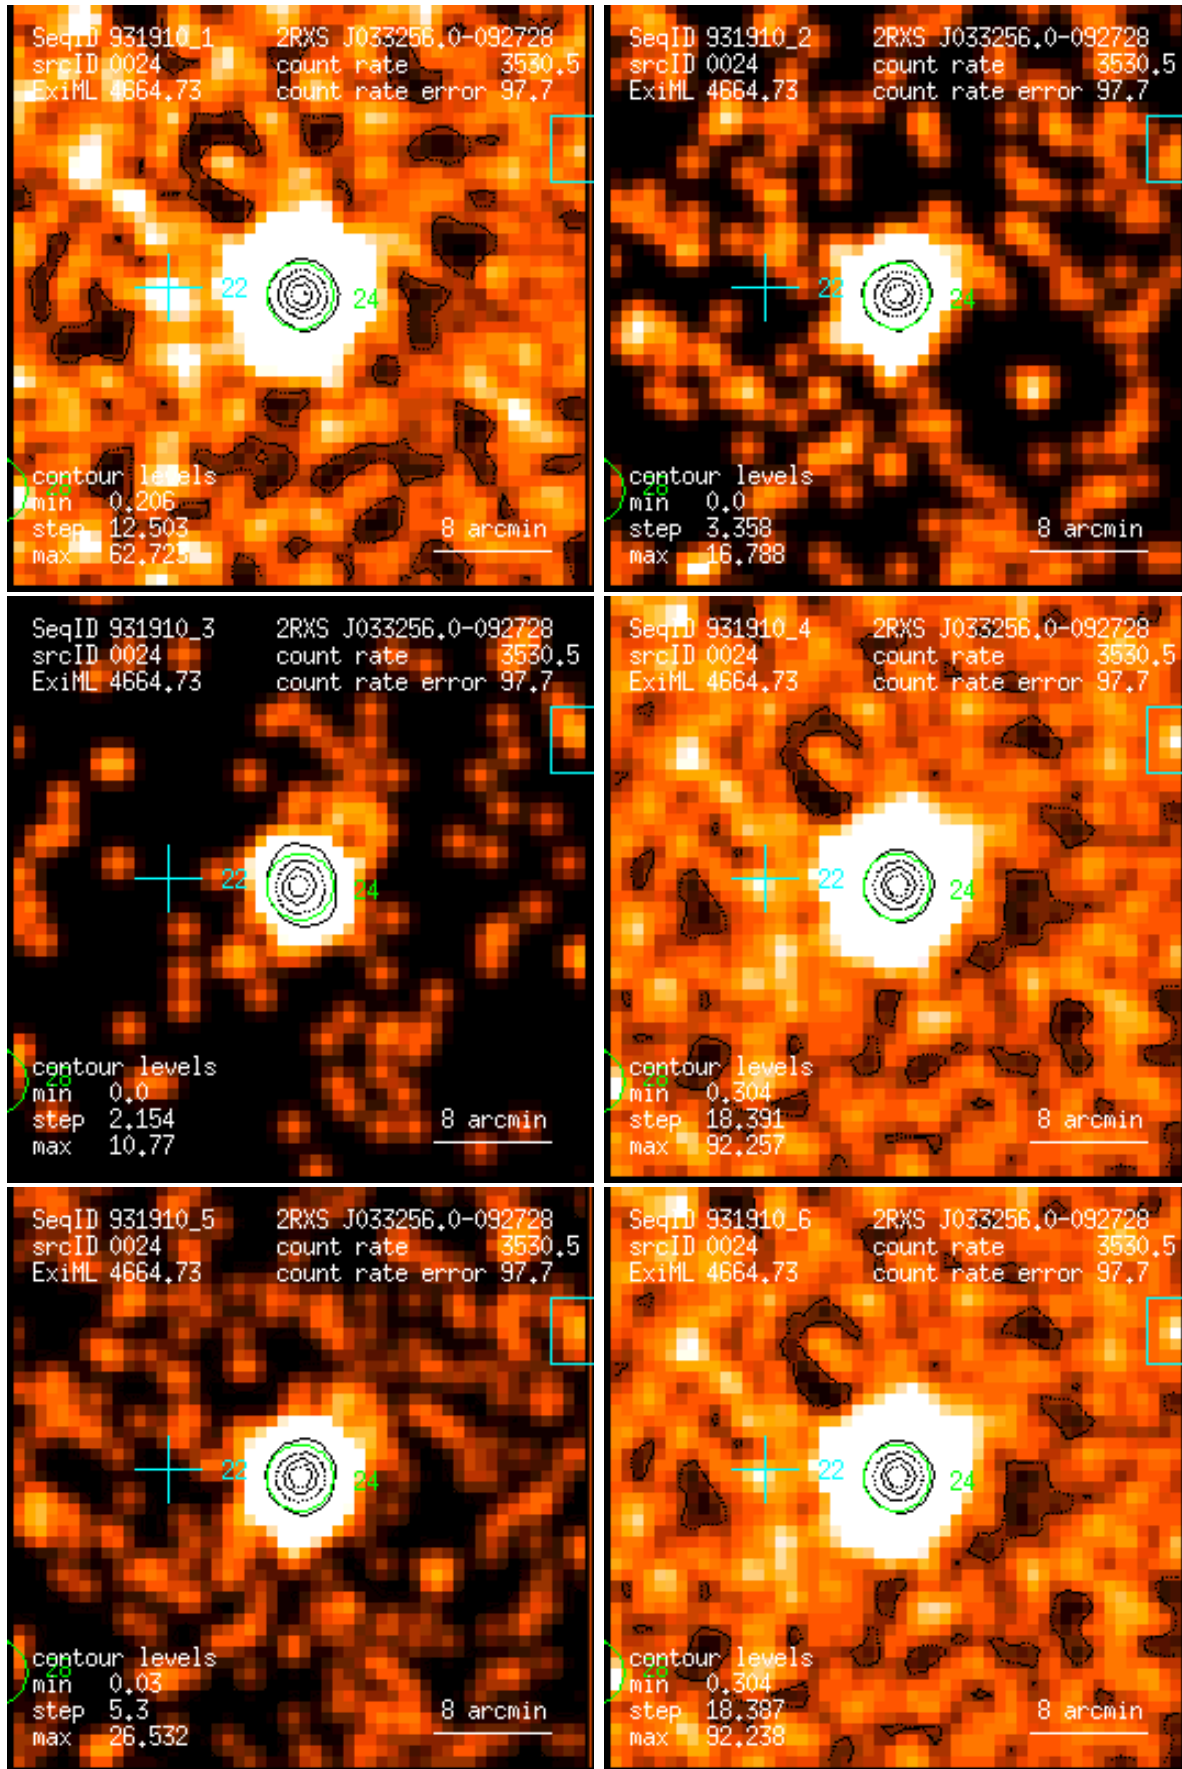 SeqID 931910_1 2RXS J033256.0-092728
srcID 0024 count rate 3530.5
ExiML 4664.73 count rate error 97.7
22
24
contour levels
28
min 0.206
step 12.503 8 arcmin
max 62.723
SeqID 931910_2 2RXS J033256.0-092728
srcID 0024 count rate 3530.5
ExiML 4664.73 count rate error 97.7
22
24
contour levels
28
min 0.0
step 3.358 8 arcmin
max 16.788
SeqID 931910_3 2RXS J033256.0-092728
srcID 0024 count rate 3530.5
ExiML 4664.73 count rate error 97.7
22
24
contour levels
28
min 0.0
step 2.154 8 arcmin
max 10.77
SeqID 931910_4 2RXS J033256.0-092728
srcID 0024 count rate 3530.5
ExiML 4664.73 count rate error 97.7
22
24
contour levels
28
min 0.304
step 18.391 8 arcmin
max 92.257
SeqID 931910_5 2RXS J033256.0-092728
srcID 0024 count rate 3530.5
ExiML 4664.73 count rate error 97.7
22
24
contour levels
28
min 0.03
step 5.3 8 arcmin
max 26.532
SeqID 931910_6 2RXS J033256.0-092728
srcID 0024 count rate 3530.5
ExiML 4664.73 count rate error 97.7
22
24
contour levels
28
min 0.304
step 18.387 8 arcmin
max 92.238